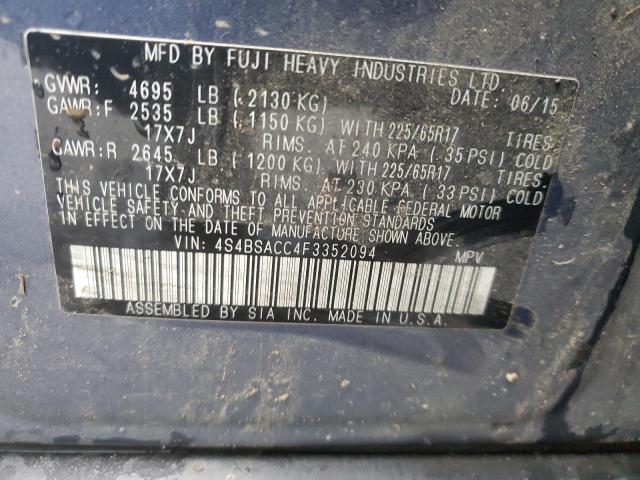 MFD BY FUJI HEAVY INDUSTRIES LTD.
GVWR: 4695 LB (2130 KG) DATE: 06/15
GAWR:F 2535 LB (1150 KG) WITH 225/65R17 TIRES
17X7J RIMS. AT 240 KPA (35 PSI) COLD
GAWR:R 2645 LB (1200 KG) WITH 225/65R17 TIRES.
17X7J RIMS. AT 230 KPA (33 PSI) COLD
THIS VEHICLE CONFORMS TO ALL APPLICABLE FEDERAL MOTOR
VEHICLE SAFETY AND THEFT PREVENTION STANDARDS
IN EFFECT ON THE DATE OF MANUFACTURE SHOWN ABOVE.
VIN: 4S4BSACC4F3352094 MPV
ASSEMBLED BY SIA INC. MADE IN U.S.A.